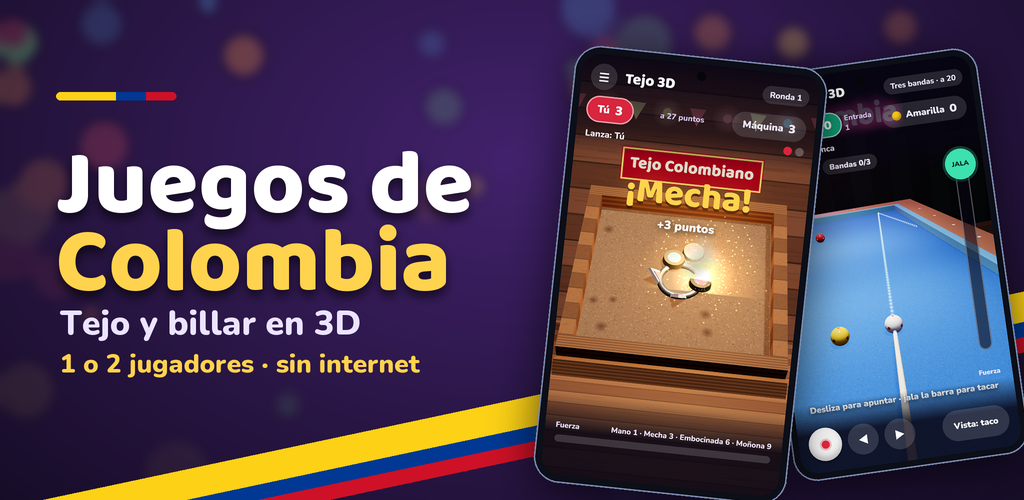 Juegos de
Colombia
Tejo y billar en 3D
1 o 2 jugadores · sin internet
Tejo 3D
Ronda 1
Tú 3
a 27 puntos
Máquina 3
Lanza: Tú
Tejo Colombiano
¡Mecha!
+3 puntos
Fuerza
Mano 1 · Mecha 3 · Embocinada 6 · Moñona 9
3D
Tres bandas · a 20
0
Entrada
1
Amarilla 0
Bandas 0/3
JALA
Fuerza
Desliza para apuntar · jala la barra para tacar
Vista: taco